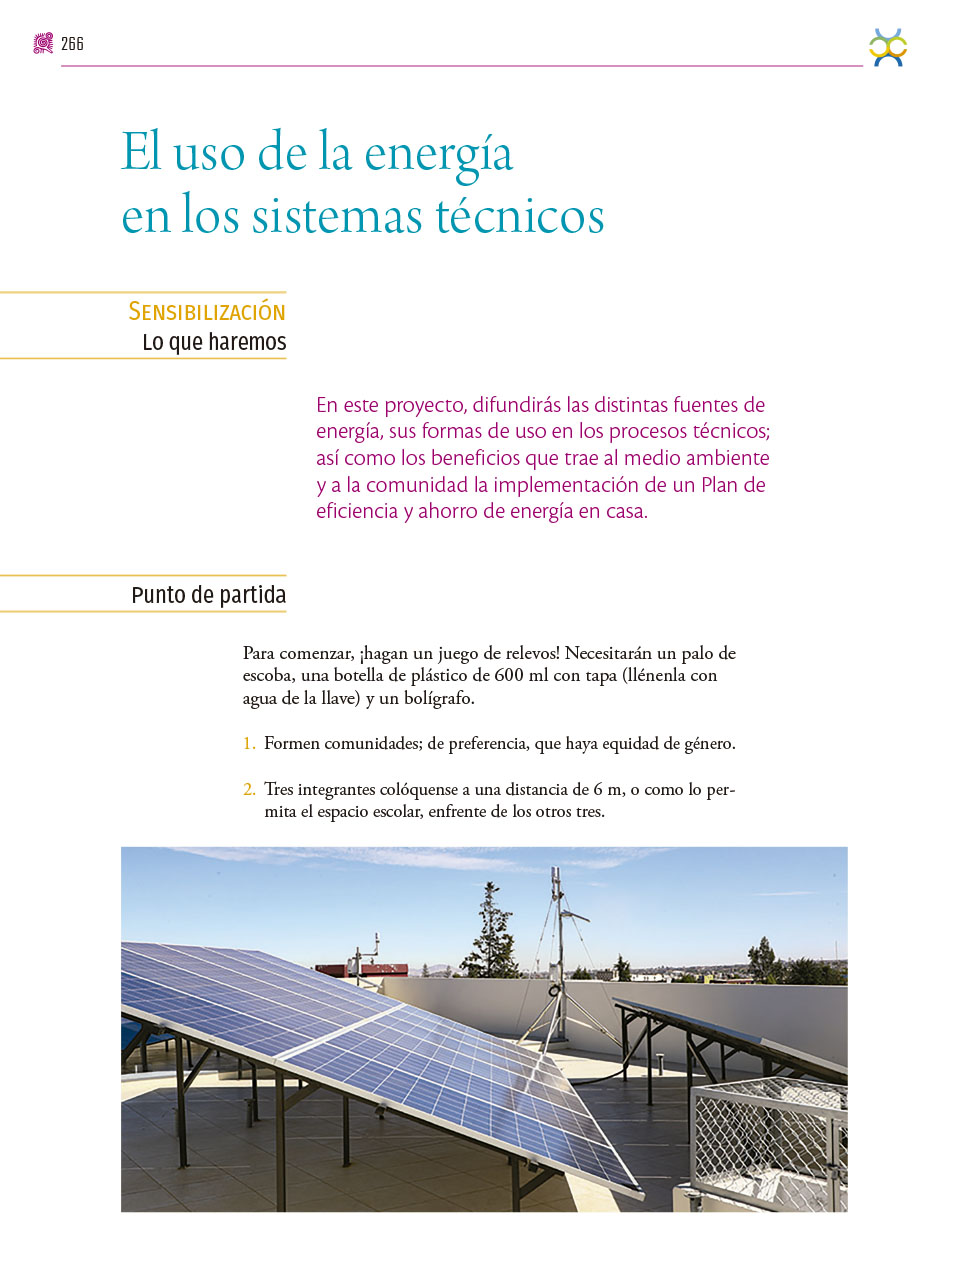 266
El uso de la energía
en los sistemas técnicos
Sensibilización
Lo que haremos
En este proyecto, difundirás las distintas fuentes de
energía, sus formas de uso en los procesos técnicos;
así como los beneficios que trae al medio ambiente
y a la comunidad la implementación de un Plan de
eficiencia y ahorro de energía en casa.
Punto de partida
Para comenzar, ¡hagan un juego de relevos! Necesitarán un palo de
escoba, una botella de plástico de 600 ml con tapa (llénenla con
agua de la llave) y un bolígrafo.
1. Formen comunidades; de preferencia, que haya equidad de género.
2. Tres integrantes colóquense a una distancia de 6 m, o como lo per-
mita el espacio escolar, enfrente de los otros tres.